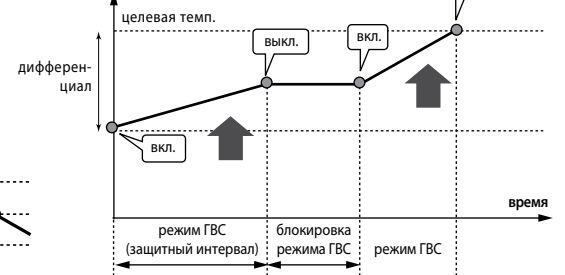 целевая темп.
выкл.
вкл.
дифферен-
циал
вкл.
время
режим ГВС
(защитный интервал)
блокировка
режима ГВС
режим ГВС